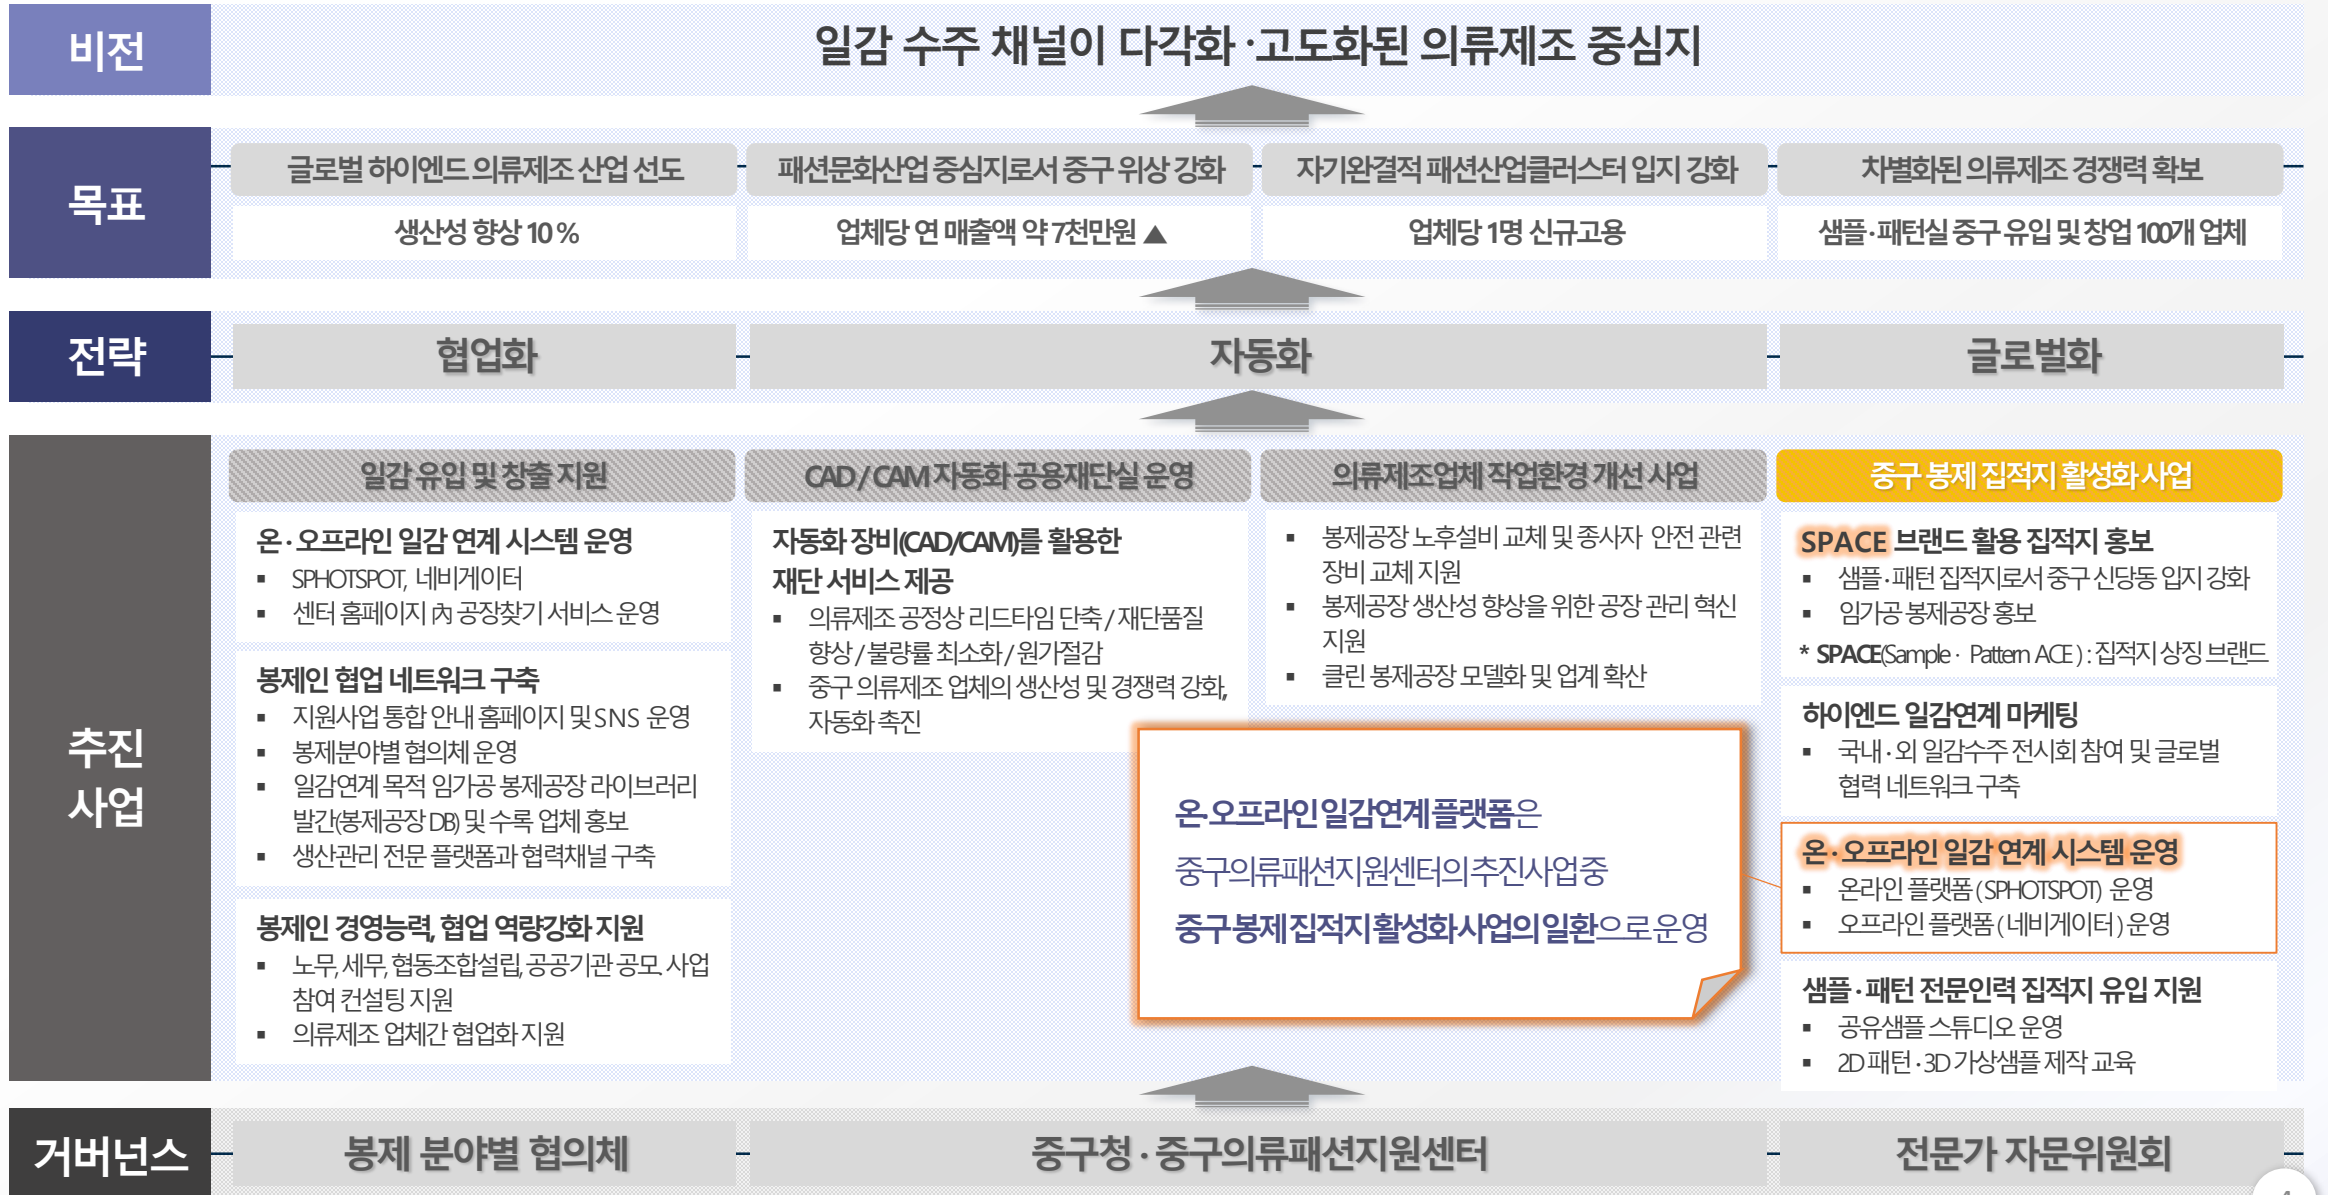 비전
일감 수주 채널이 다각화·고도화된 의류제조 중심지
목표
글로벌 하이엔드 의류제조 산업 선도
패션문화산업 중심지로서 중구 위상 강화
자기완결적 패션산업클러스터 입지 강화
차별화된 의류제조 경쟁력 확보
생산성 향상 10%
업체당 연 매출액 약 7천만원 ▲
업체당 1명 신규고용
샘플·패턴실 중구 유입 및 창업 100개 업체
전략
협업화
자동화
글로벌화
추진
사업
일감 유입 및 창출 지원
온·오프라인 일감 연계 시스템 운영
▪ SPHOTSPOT, 네비게이터
▪ 센터 홈페이지 內 공장찾기 서비스 운영
봉제인 협업 네트워크 구축
▪ 지원사업 통합 안내 홈페이지 및 SNS 운영
▪ 봉제분야별 협의체 운영
▪ 일감연계 목적 임가공 봉제공장 라이브러리
발간(봉제공장 DB) 및 수록 업체 홍보
▪ 생산관리 전문 플랫폼과 협력채널 구축
봉제인 경영능력, 협업 역량강화 지원
▪ 노무, 세무, 협동조합설립, 공공기관 공모.사업
참여 컨설팅 지원
▪ 의류제조 업체간 협업화 지원
CAD / CAM 자동화 공용재단실 운영
자동화 장비(CAD/CAM)를 활용한
재단 서비스 제공
▪ 의류제조 공정상 리드타임 단축 / 재단품질
향상 / 불량률 최소화 / 원가절감
▪ 중구 의류제조 업체의 생산성 및 경쟁력 강화,
자동화 촉진
의류제조업체 작업환경 개선 사업
▪ 봉제공장 노후설비 교체 및 종사자 안전 관련
장비 교체 지원
▪ 봉제공장 생산성 향상을 위한 공장 관리 혁신
지원
▪ 클린 봉제공장 모델화 및 업계 확산
온·오프라인 일감연계 플랫폼은
중구의류패션지원센터의 추진사업 중
중구 봉제 집적지 활성화 사업의 일환으로 운영
중구 봉제 집적지 활성화 사업
SPACE 브랜드 활용 집적지 홍보
▪ 샘플·패턴 집적지로서 중구 신당동 입지 강화
▪ 임가공 봉제공장 홍보
* SPACE(Sample · Pattern ACE ) : 집적지 상징 브랜드
하이엔드 일감연계 마케팅
▪ 국내·외 일감수주 전시회 참여 및 글로벌
협력 네트워크 구축
온·오프라인 일감 연계 시스템 운영
▪ 온라인 플랫폼 (SPHOTSPOT) 운영
▪ 오프라인 플랫폼 (네비게이터) 운영
샘플·패턴 전문인력 집적지 유입 지원
▪ 공유샘플 스튜디오 운영
▪ 2D 패턴·3D 가상샘플 제작 교육
거버넌스
봉제 분야별 협의체
중구청·중구의류패션지원센터
전문가 자문위원회